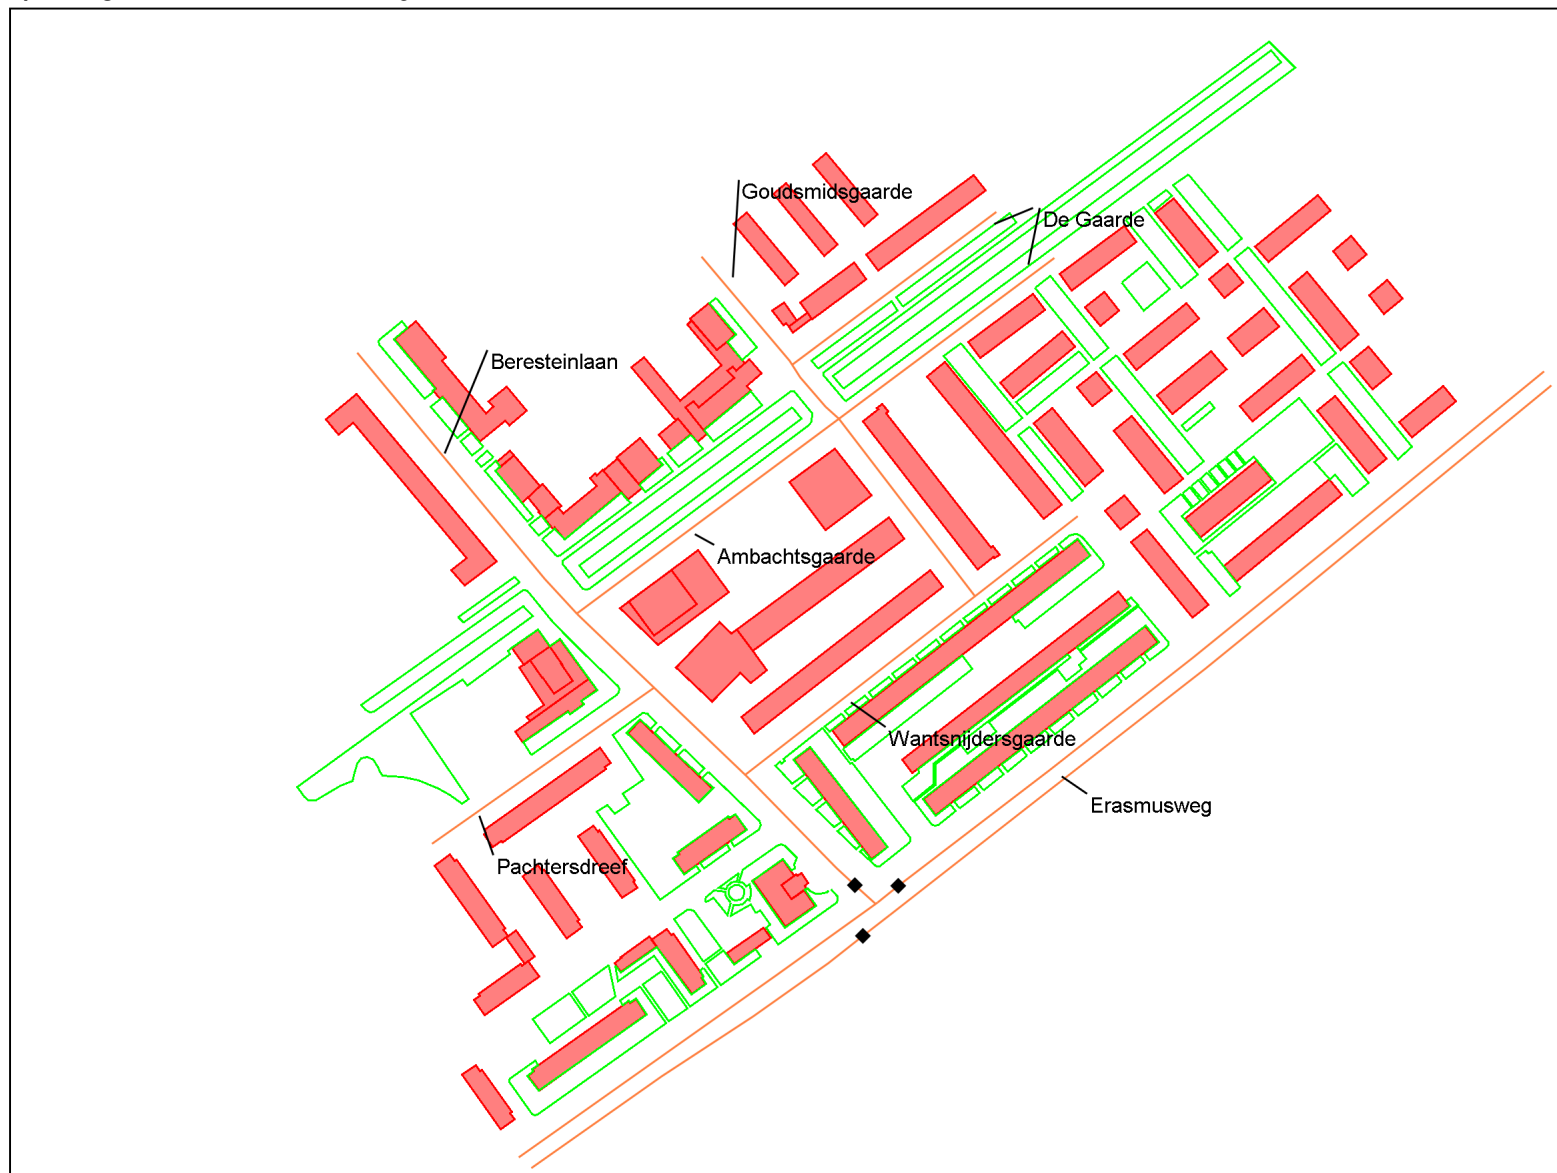 Goudsmidsgaarde
De Gaarde
Beresteinlaan
Ambachtsgaarde
Wantsnijdersgaarde
Erasmusweg
Pachtersdreef